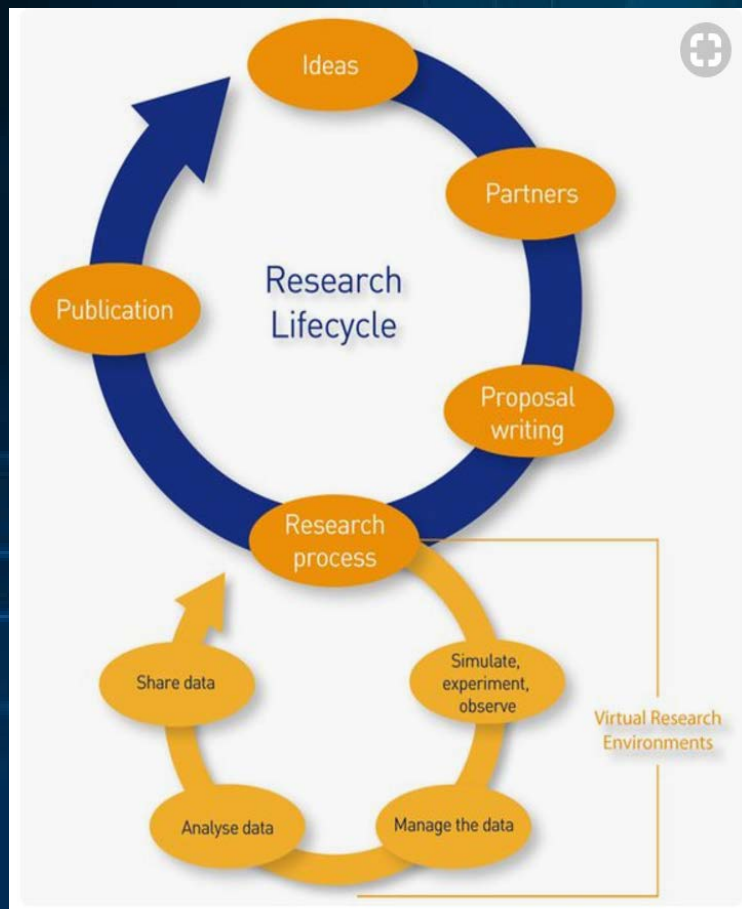 Ideas
Partners
Research
Lifecycle
Publication
Proposal
writing
Research
process
Share data
Simulate,
experiment,
observe
Virtual Research
Environments
Analyse data
Manage the data